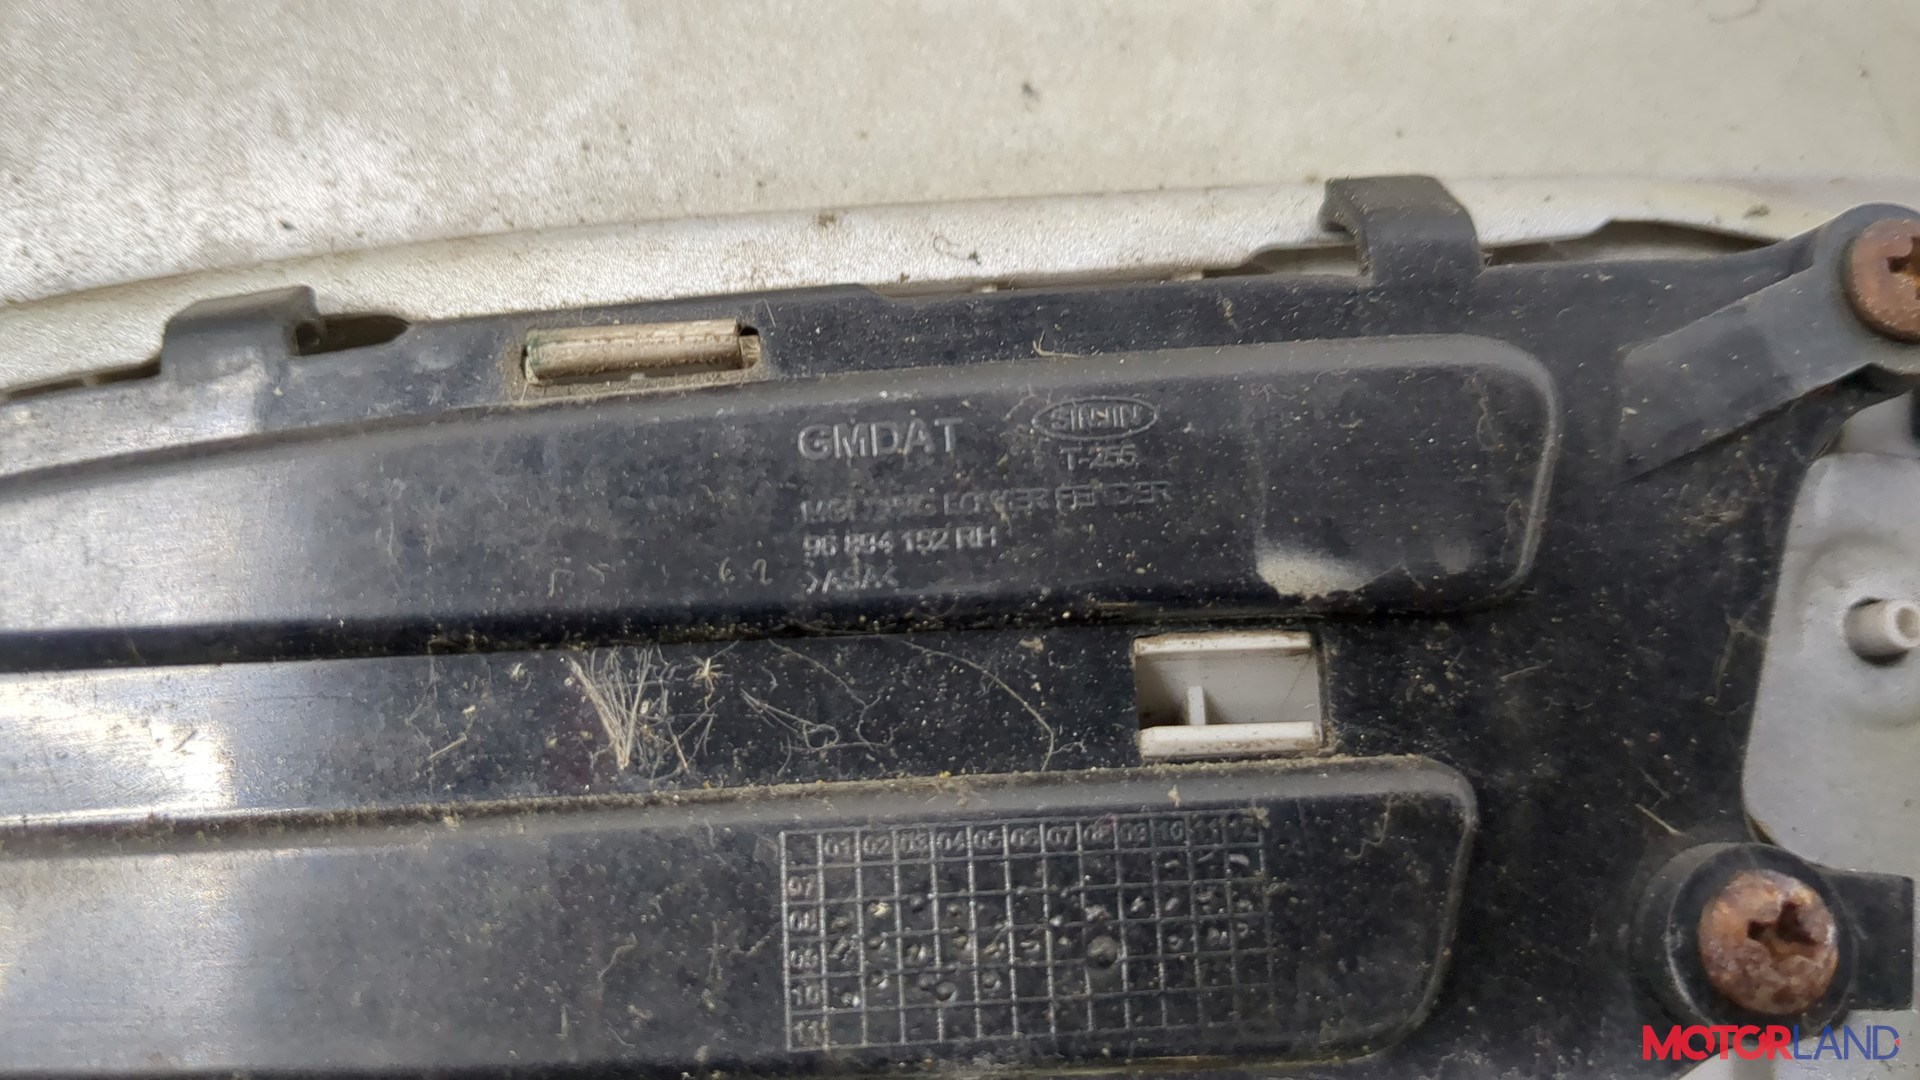 GMDAT
SINJIN
T-255
MOLDING LOWER FENDER
96 894 152 RH
>ASA<
01 02 03 04 05 06 07 08 09 10 11 12
07
08
09
10
11
MOTORLAND